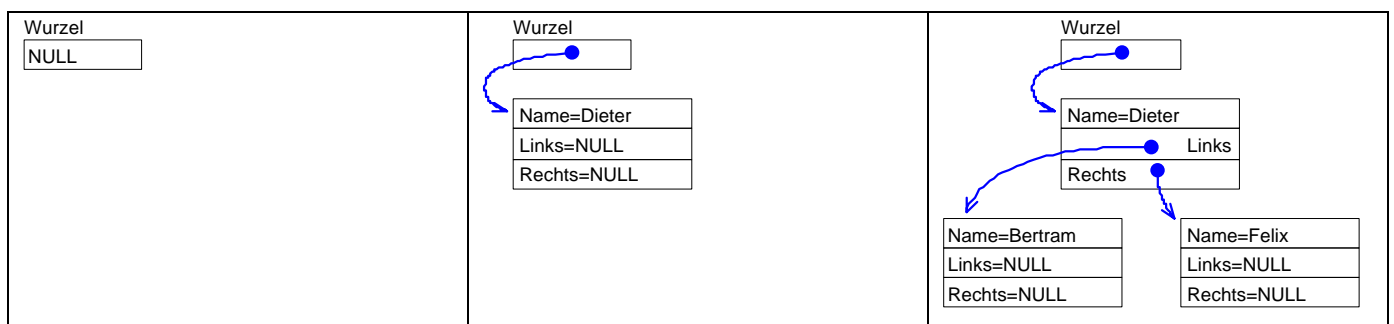 Wurzel
NULL
Wurzel
Name=Dieter
Links=NULL
Rechts=NULL
Wurzel
Name=Dieter
Links
Rechts
Name=Bertram
Links=NULL
Rechts=NULL
Name=Felix
Links=NULL
Rechts=NULL